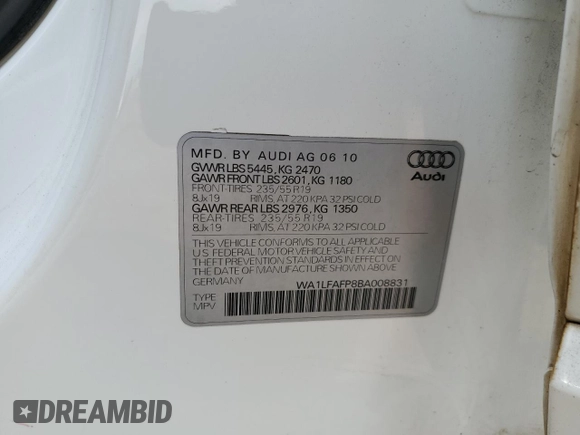 MFD. BY AUDI AG 06 10
GVWR LBS 5445, KG 2470
GAWR FRONT LBS 2601, KG 1180
FRONT-TIRES 235/55 R19
8Jx19 RIMS, AT 220 KPA 32 PSI COLD
GAWR REAR LBS 2976, KG 1350
REAR-TIRES 235/55 R19
8Jx19 RIMS, AT 220 KPA 32 PSI COLD
THIS VEHICLE CONFORMS TO ALL APPLICABLE
U.S FEDERAL MOTOR VEHICLE SAFETY AND
THEFT PREVENTION STANDARDS IN EFFECT ON
THE DATE OF MANUFACTURE SHOWN ABOVE.
WA1LFAFP8BA008831
TYPE
MPV
Audi
DREAMBID